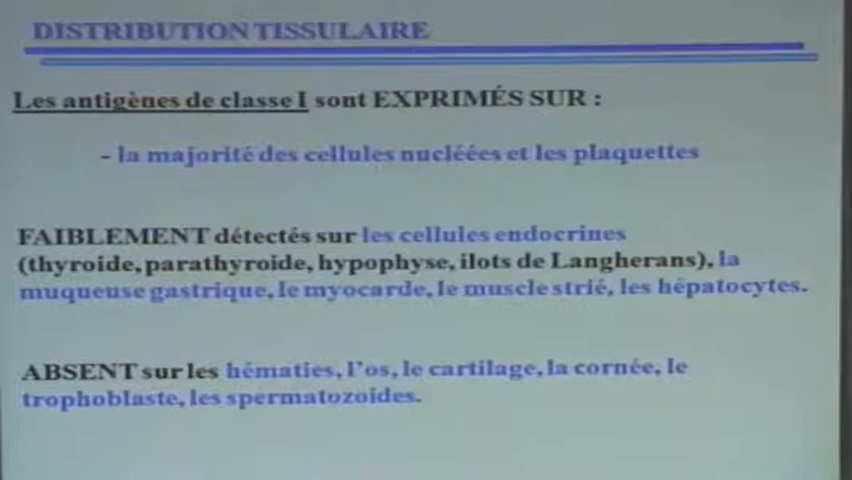 DISTRIBUTION TISSULAIRE
Les antigènes de classe I sont EXPRIMÉS SUR :
- la majorité des cellules nucléées et les plaquettes
FAIBLEMENT détectés sur les cellules endocrines
(thyroide, parathyroide, hypophyse, ilots de Langherans), la
muqueuse gastrique, le myocarde, le muscle strié, les hépatocytes.
ABSENT sur les hématies, l'os, le cartilage, la cornée, le
trophoblaste, les spermatozoides.